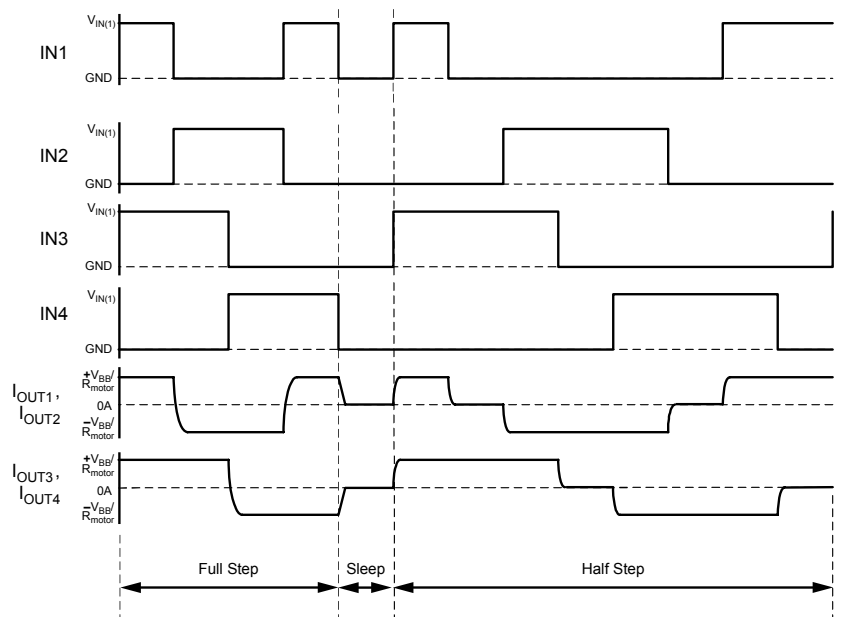 V_IN(1)
IN1
GND
V_IN(1)
IN2
GND
V_IN(1)
IN3
GND
V_IN(1)
IN4
GND
+V_BB/
R_motor
I_OUT1,
0A
I_OUT2
−V_BB/
R_motor
+V_BB/
R_motor
I_OUT3,
0A
I_OUT4
−V_BB/
R_motor
Full Step
Sleep
Half Step